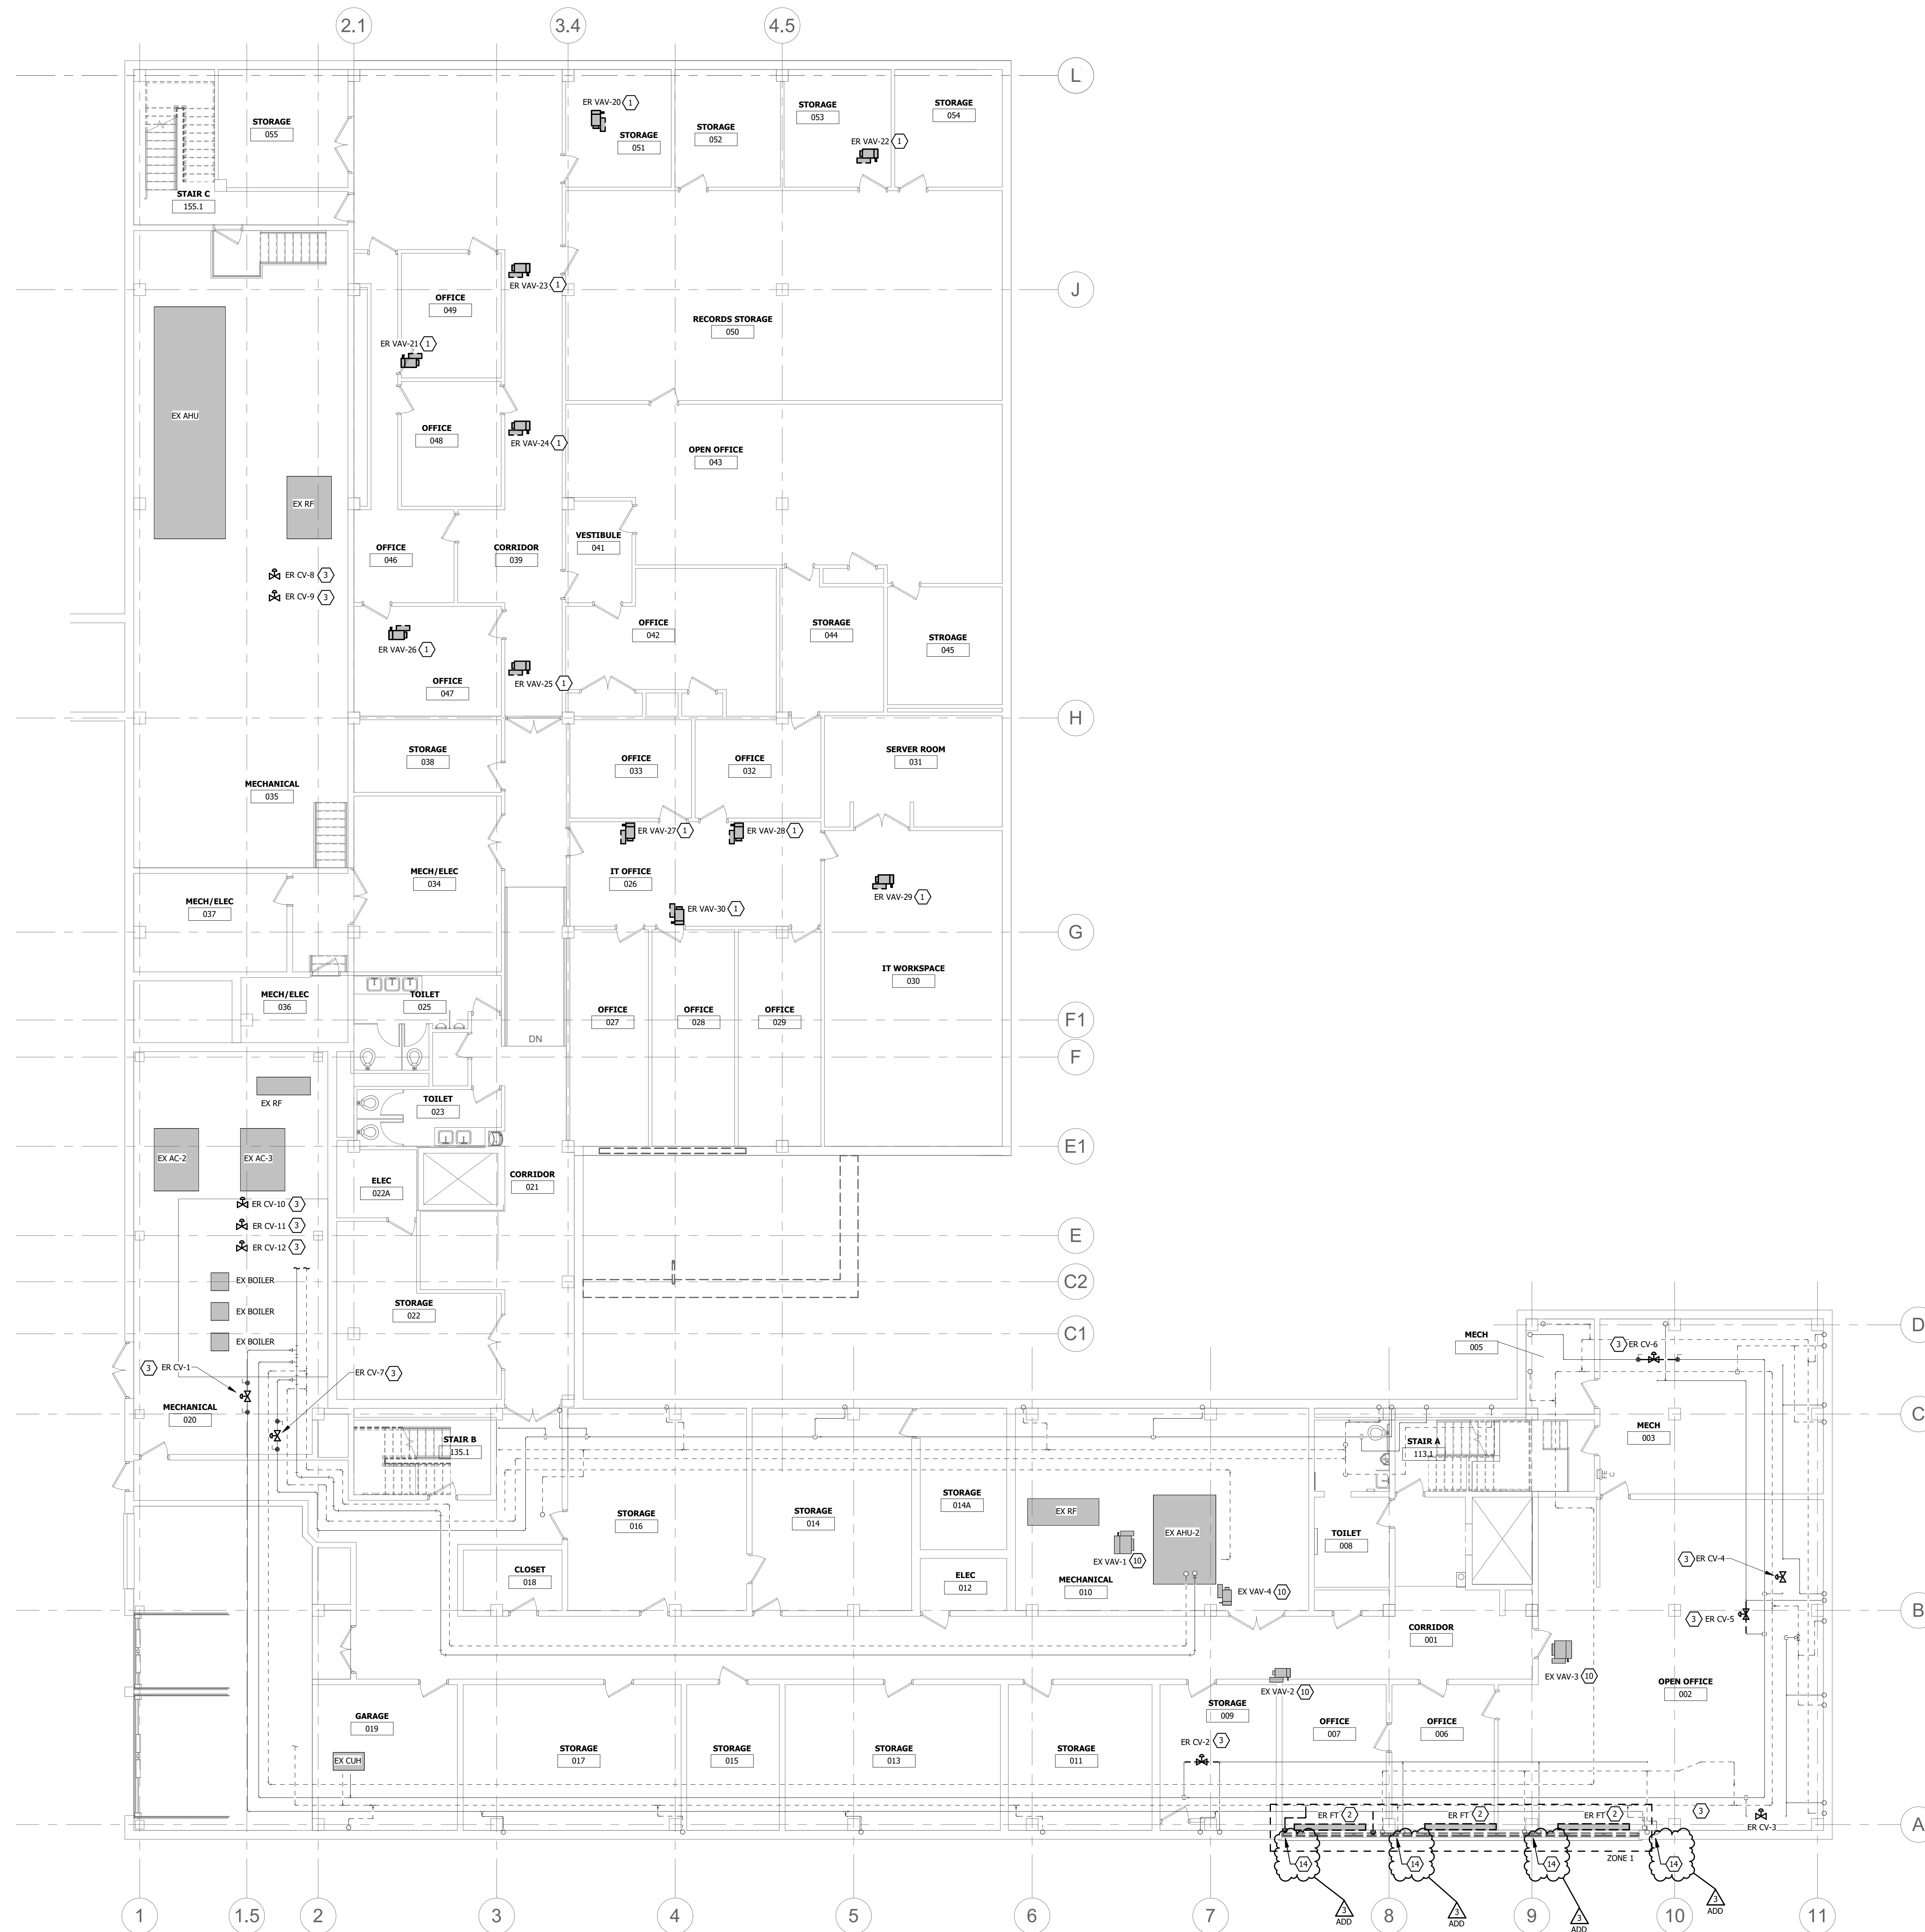 2.1
3.4
4.5
L
ER VAV-20 1
STORAGE
055
STORAGE
051
STORAGE
052
STORAGE
053
STORAGE
054
ER VAV-22 1
STAIR C
155.1
ER VAV-23 1
J
OFFICE
049
RECORDS STORAGE
050
ER VAV-21 1
EX AHU
OFFICE
048
ER VAV-24 1
OPEN OFFICE
043
EX RF
OFFICE
046
CORRIDOR
039
VESTIBULE
041
ER CV-8 3
ER CV-9 3
OFFICE
042
STORAGE
044
STROAGE
045
ER VAV-26 1
OFFICE
047
ER VAV-25 1
H
STORAGE
038
OFFICE
033
OFFICE
032
SERVER ROOM
031
MECHANICAL
035
ER VAV-27 1
ER VAV-28 1
MECH/ELEC
034
IT OFFICE
026
ER VAV-29 1
MECH/ELEC
037
ER VAV-30 1
G
IT WORKSPACE
030
MECH/ELEC
036
TOILET
025
OFFICE
027
OFFICE
028
OFFICE
029
F1
DN
F
EX RF
TOILET
023
E1
EX AC-2
EX AC-3
ELEC
022A
CORRIDOR
021
ER CV-10 3
ER CV-11 3
ER CV-12 3
E
EX BOILER
EX BOILER
EX BOILER
C2
STORAGE
022
C1
D
MECH
005
3 ER CV-6
3 ER CV-1
ER CV-7 3
MECHANICAL
020
C
STAIR B
135.1
STAIR A
113.1
MECH
003
FE
C
STORAGE
016
STORAGE
014
STORAGE
014A
EX RF
EX AHU-2
TOILET
008
EX VAV-1 10
CLOSET
018
ELEC
012
MECHANICAL
010
EX VAV-4 10
3 ER CV-4
B
3 ER CV-5
CORRIDOR
001
EX VAV-3 10
OPEN OFFICE
002
EX VAV-2 10
GARAGE
019
STORAGE
009
OFFICE
007
OFFICE
006
STORAGE
017
STORAGE
015
STORAGE
013
STORAGE
011
EX CUH
ER CV-2 3
ER FT 2
ER FT 2
ER FT 2
3
ER CV-3
A
ZONE 1
14
14
14
14
3
ADD
3
ADD
3
ADD
3
ADD
1
1.5
2
3
4
5
6
7
8
9
10
11